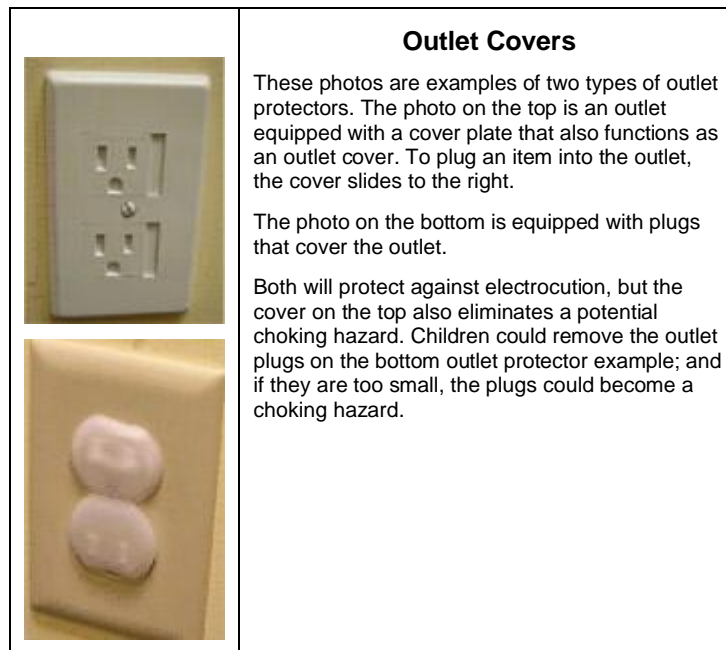 Outlet Covers
These photos are examples of two types of outlet
protectors. The photo on the top is an outlet
equipped with a cover plate that also functions as
an outlet cover. To plug an item into the outlet,
the cover slides to the right.
The photo on the bottom is equipped with plugs
that cover the outlet.
Both will protect against electrocution, but the
cover on the top also eliminates a potential
choking hazard. Children could remove the outlet
plugs on the bottom outlet protector example; and
if they are too small, the plugs could become a
choking hazard.